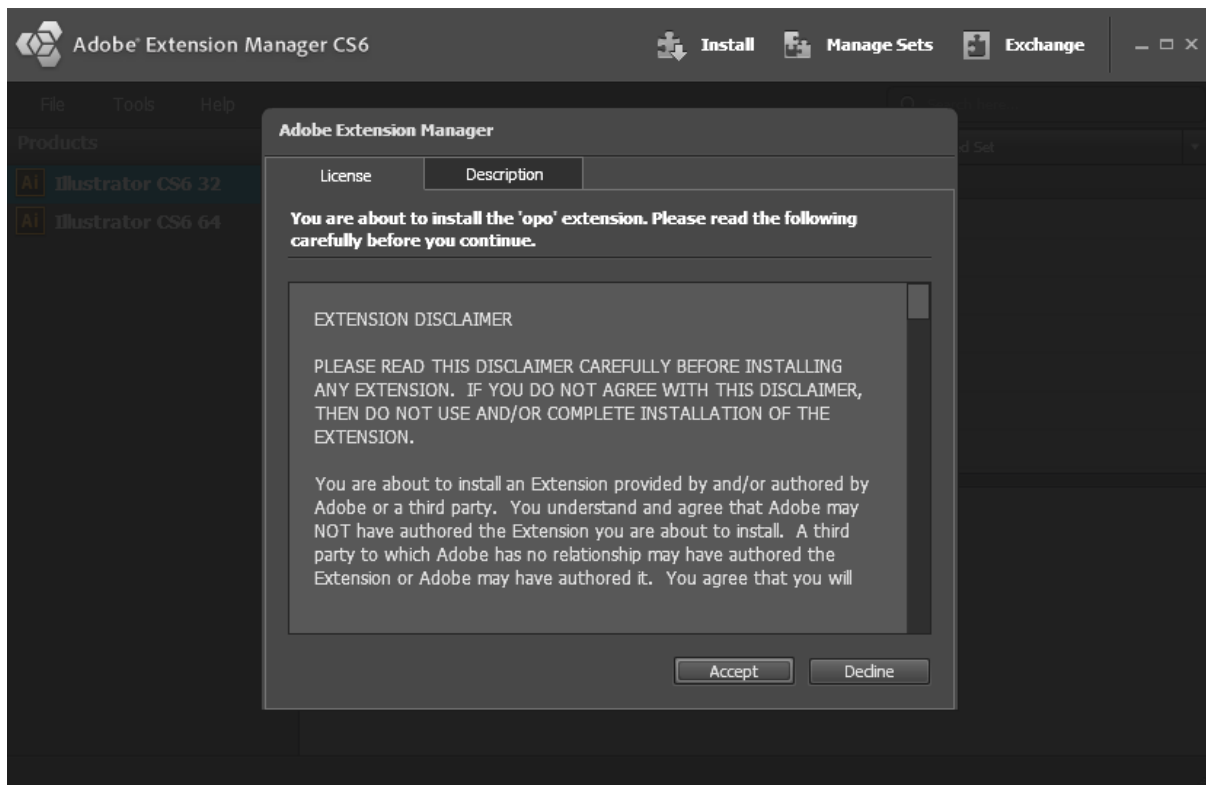 Adobe® Extension Manager CS6
Install
Manage Sets
Exchange
File Tools Help
Products
d Set
Illustrator CS6 32
Illustrator CS6 64
Adobe Extension Manager
License
Description
You are about to install the 'opo' extension. Please read the following
carefully before you continue.
EXTENSION DISCLAIMER
PLEASE READ THIS DISCLAIMER CAREFULLY BEFORE INSTALLING
ANY EXTENSION. IF YOU DO NOT AGREE WITH THIS DISCLAIMER,
THEN DO NOT USE AND/OR COMPLETE INSTALLATION OF THE
EXTENSION.
You are about to install an Extension provided by and/or authored by
Adobe or a third party. You understand and agree that Adobe may
NOT have authored the Extension you are about to install. A third
party to which Adobe has no relationship may have authored the
Extension or Adobe may have authored it. You agree that you will
Accept
Decline